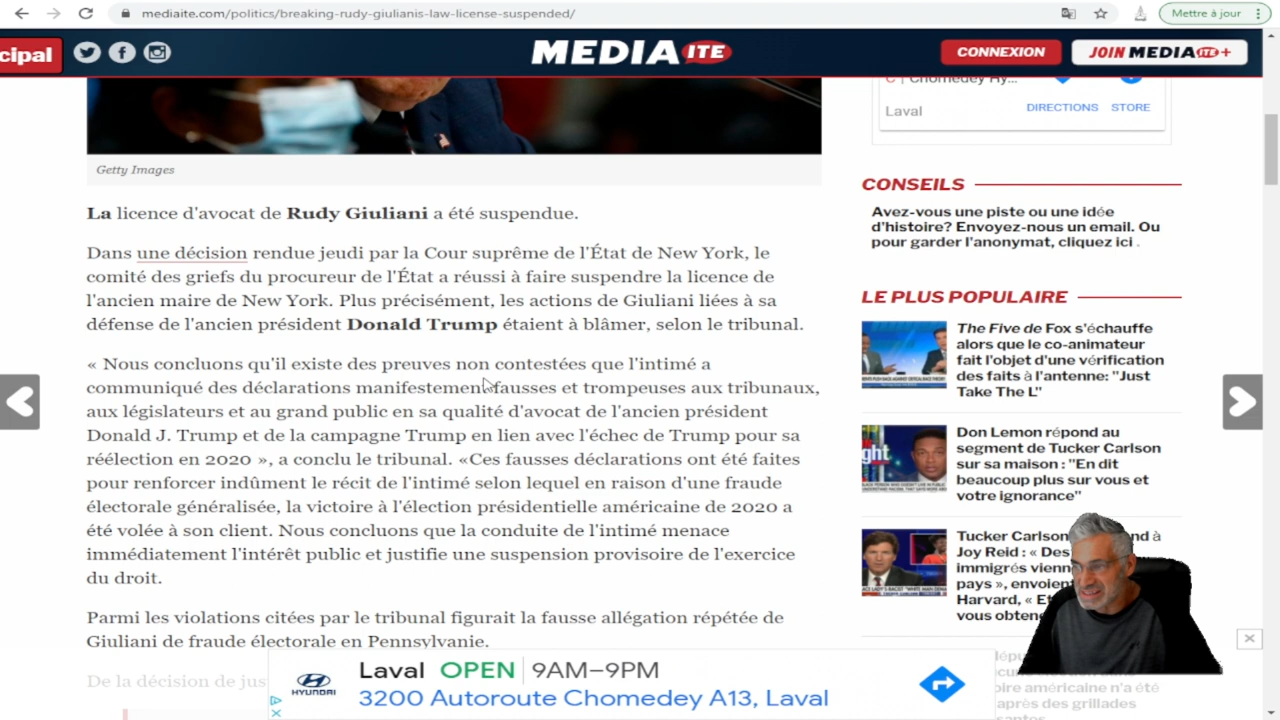 mediaite.com/politics/breaking-rudy-giulianis-law-license-suspended/
Mettre à jour
cipal
MEDIAITE
CONNEXION
JOIN MEDIAITE+
Laval
DIRECTIONS STORE
Getty Images
La licence d'avocat de Rudy Giuliani a été suspendue.
Dans une décision rendue jeudi par la Cour suprême de l'État de New York, le
comité des griefs du procureur de l'État a réussi à faire suspendre la licence de
l'ancien maire de New York. Plus précisément, les actions de Giuliani liées à sa
défense de l'ancien président Donald Trump étaient à blâmer, selon le tribunal.
« Nous concluons qu'il existe des preuves non contestées que l'intimé a
communiqué des déclarations manifestement fausses et trompeuses aux tribunaux,
aux législateurs et au grand public en sa qualité d'avocat de l'ancien président
Donald J. Trump et de la campagne Trump en lien avec l'échec de Trump pour sa
réélection en 2020 », a conclu le tribunal. «Ces fausses déclarations ont été faites
pour renforcer indûment le récit de l'intimé selon lequel en raison d'une fraude
électorale généralisée, la victoire à l'élection présidentielle américaine de 2020 a
été volée à son client. Nous concluons que la conduite de l'intimé menace
immédiatement l'intérêt public et justifie une suspension provisoire de l'exercice
du droit.
Parmi les violations citées par le tribunal figurait la fausse allégation répétée de
Giuliani de fraude électorale en Pennsylvanie.
De la décision de jus
CONSEILS
Avez-vous une piste ou une idée
d'histoire? Envoyez-nous un email. Ou
pour garder l'anonymat, cliquez ici .
LE PLUS POPULAIRE
The Five de Fox s'échauffe
alors que le co-animateur
fait l'objet d'une vérification
des faits à l'antenne: "Just
Take The L"
Don Lemon répond au
segment de Tucker Carlson
sur sa maison : "En dit
beaucoup plus sur vous et
votre ignorance"
Tucker Carlson nd à
Joy Reid : « Des
immigrés vienn
pays », envoien
Harvard, « Et
vous obten
oire américaine n'a été
après des grillades
HYUNDAI
Laval OPEN 9AM–9PM
3200 Autoroute Chomedey A13, Laval